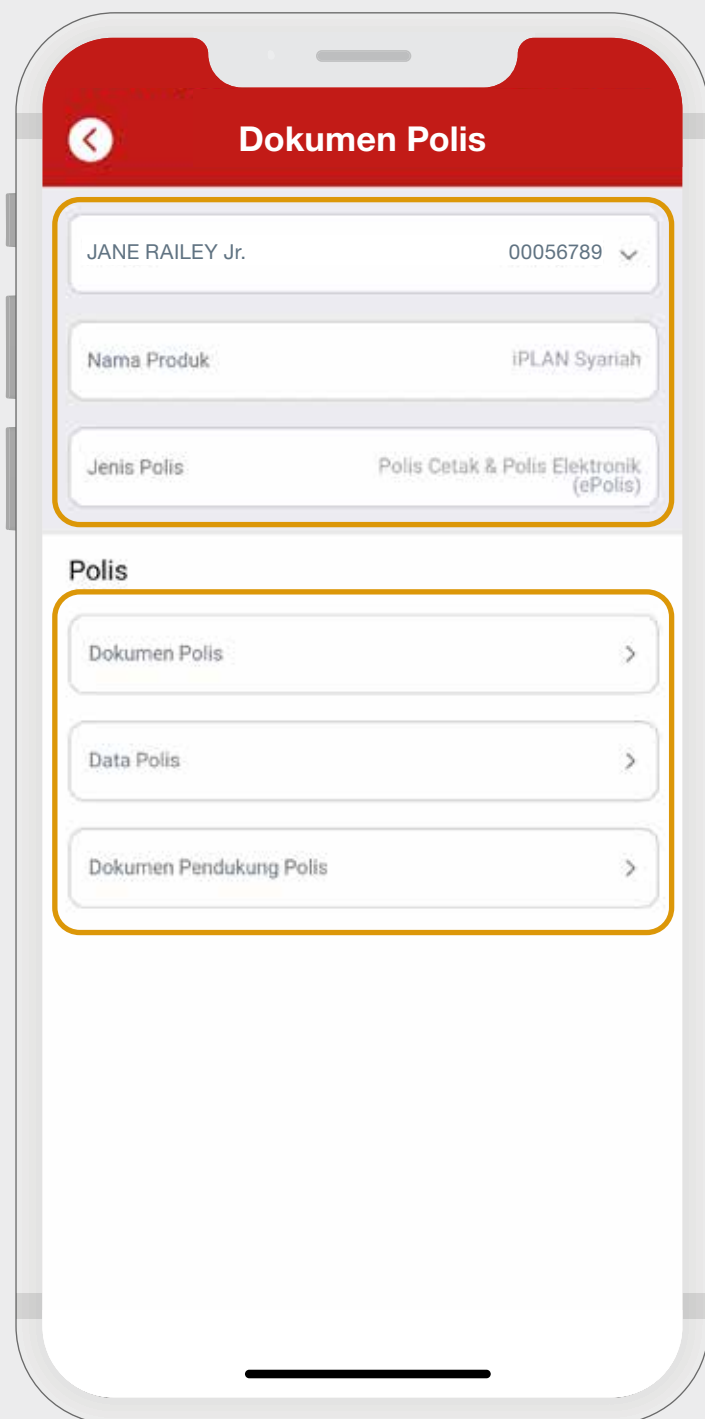 Dokumen Polis
JANE RAILEY Jr. 00056789
Nama Produk iPLAN Syariah
Jenis Polis Polis Cetak & Polis Elektronik
(ePolis)
Polis
Dokumen Polis
Data Polis
Dokumen Pendukung Polis